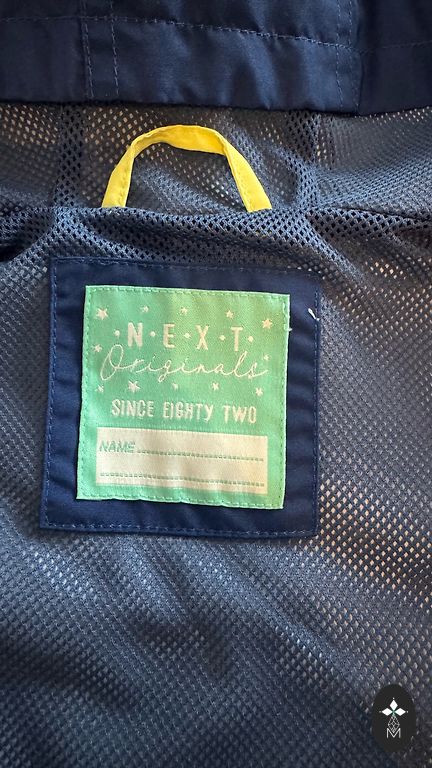 ·N·E·X·T·
Originals
SINCE EIGHTY TWO
NAME
M